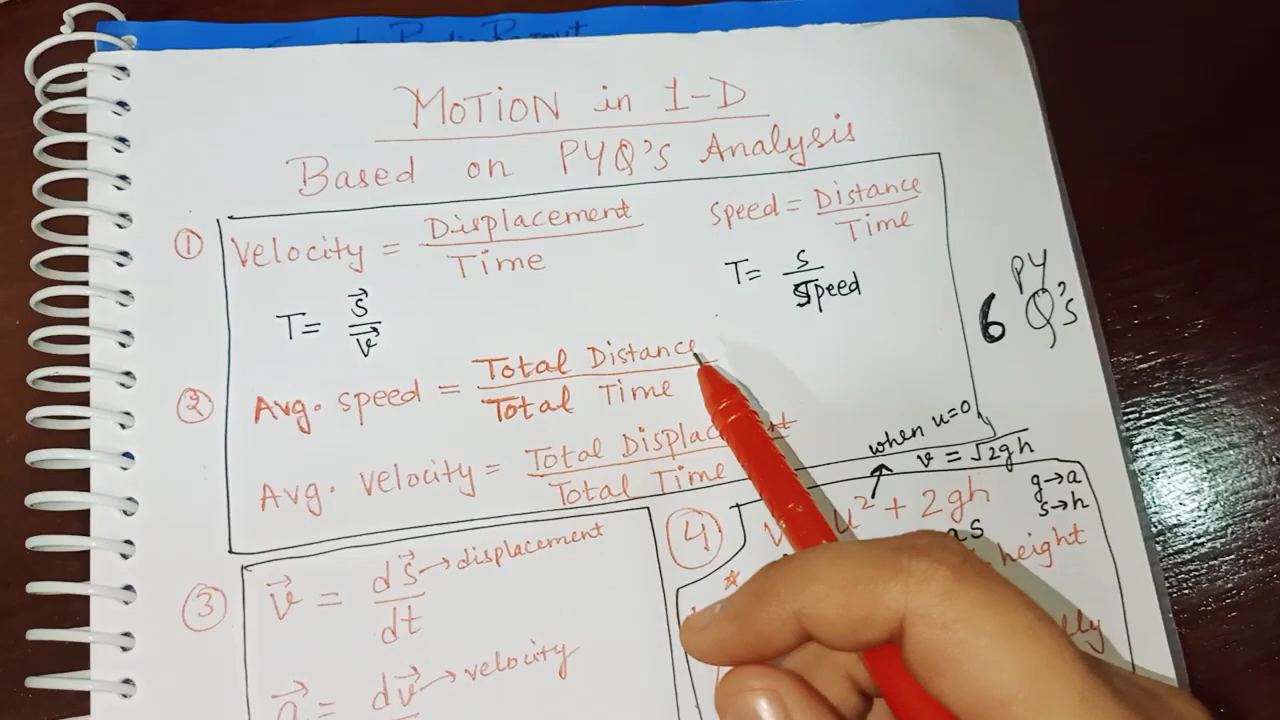 MOTION in 1-D
Based on PYQ's Analysis
① Velocity = Displacement / Time
speed = Distance / Time
T = s⃗ / v⃗
T = s / Speed
6 PYQ's
② Avg. speed = Total Distance / Total Time
Avg. velocity = Total / Total Time
when u=0
v = √2gh
③ v⃗ = ds⃗ / dt → displacement
a⃗ = dv⃗ → velocity
④ u² + 2gh
g→a
s→h
as
height